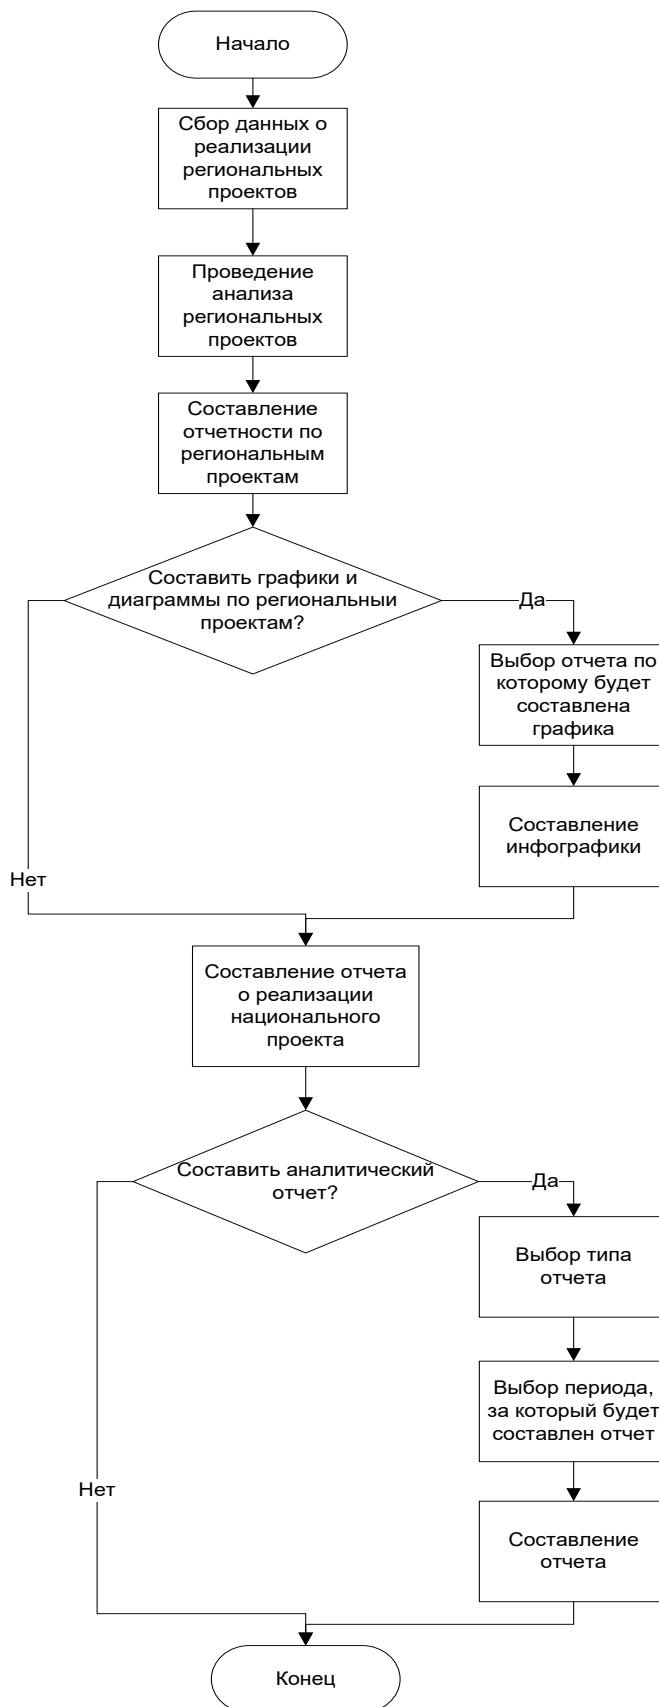 Начало
Сбор данных о
реализации
региональных
проектов
Проведение
анализа
региональных
проектов
Составление
отчетности по
региональным
проектам
Составить графики и
диаграммы по региональныи
проектам?
Да
Выбор отчета по
которому будет
составлена
графика
Составление
инфографики
Нет
Составление отчета
о реализации
национального
проекта
Составить аналитический
отчет?
Да
Выбор типа
отчета
Выбор периода,
за который будет
составлен отчет
Нет
Составление
отчета
Конец